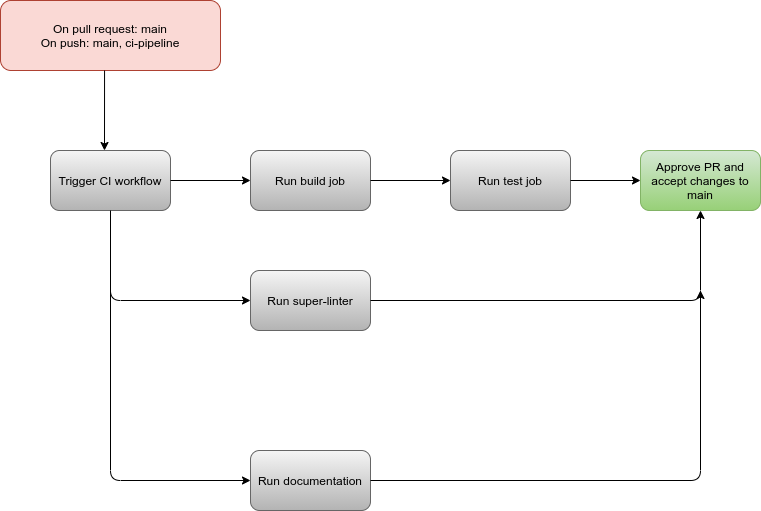 On pull request: main
On push: main, ci-pipeline
Trigger CI workflow
Run build job
Run test job
Approve PR and
accept changes to
main
Run super-linter
Run documentation